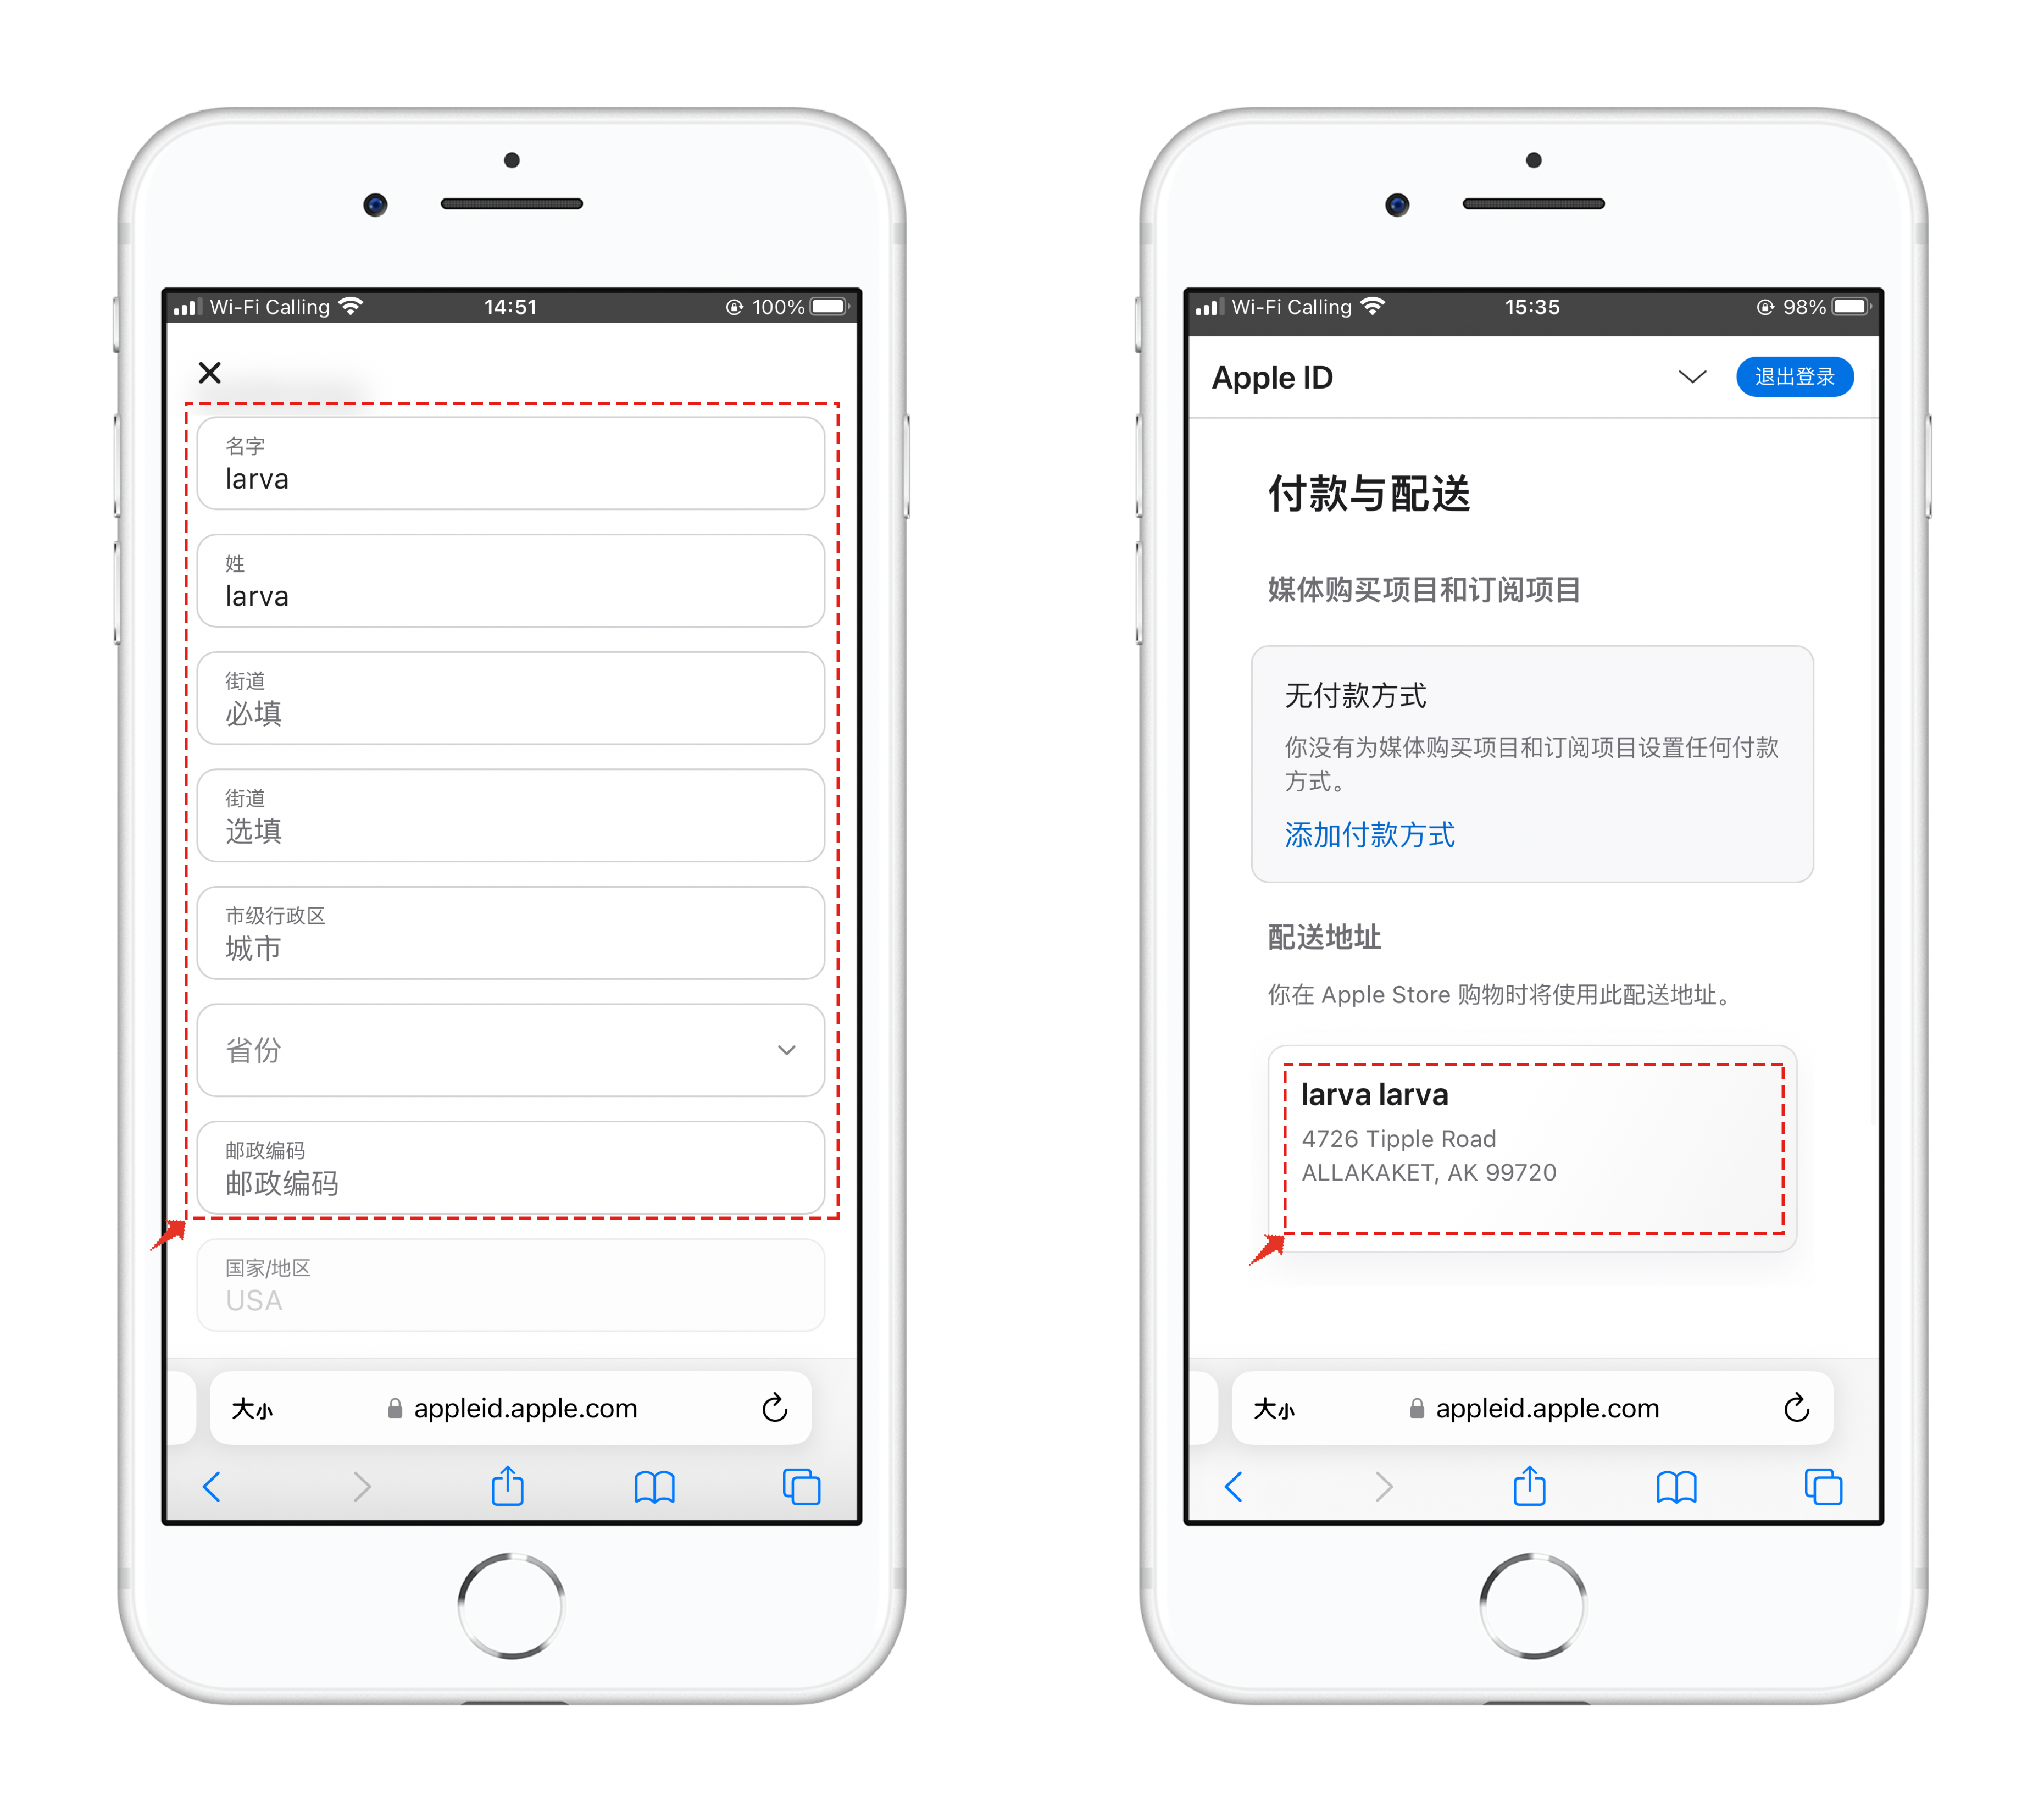 Wi-Fi Calling 14:51 100%
名字
larva
姓
larva
街道
必填
街道
选填
市级行政区
城市
省份
邮政编码
邮政编码
国家/地区
USA
大小 appleid.apple.com
Wi-Fi Calling 15:35 98%
Apple ID 退出登录
付款与配送
媒体购买项目和订阅项目
无付款方式
你没有为媒体购买项目和订阅项目设置任何付款
方式。
添加付款方式
配送地址
你在 Apple Store 购物时将使用此配送地址。
larva larva
4726 Tipple Road
ALLAKAKET, AK 99720
大小 appleid.apple.com